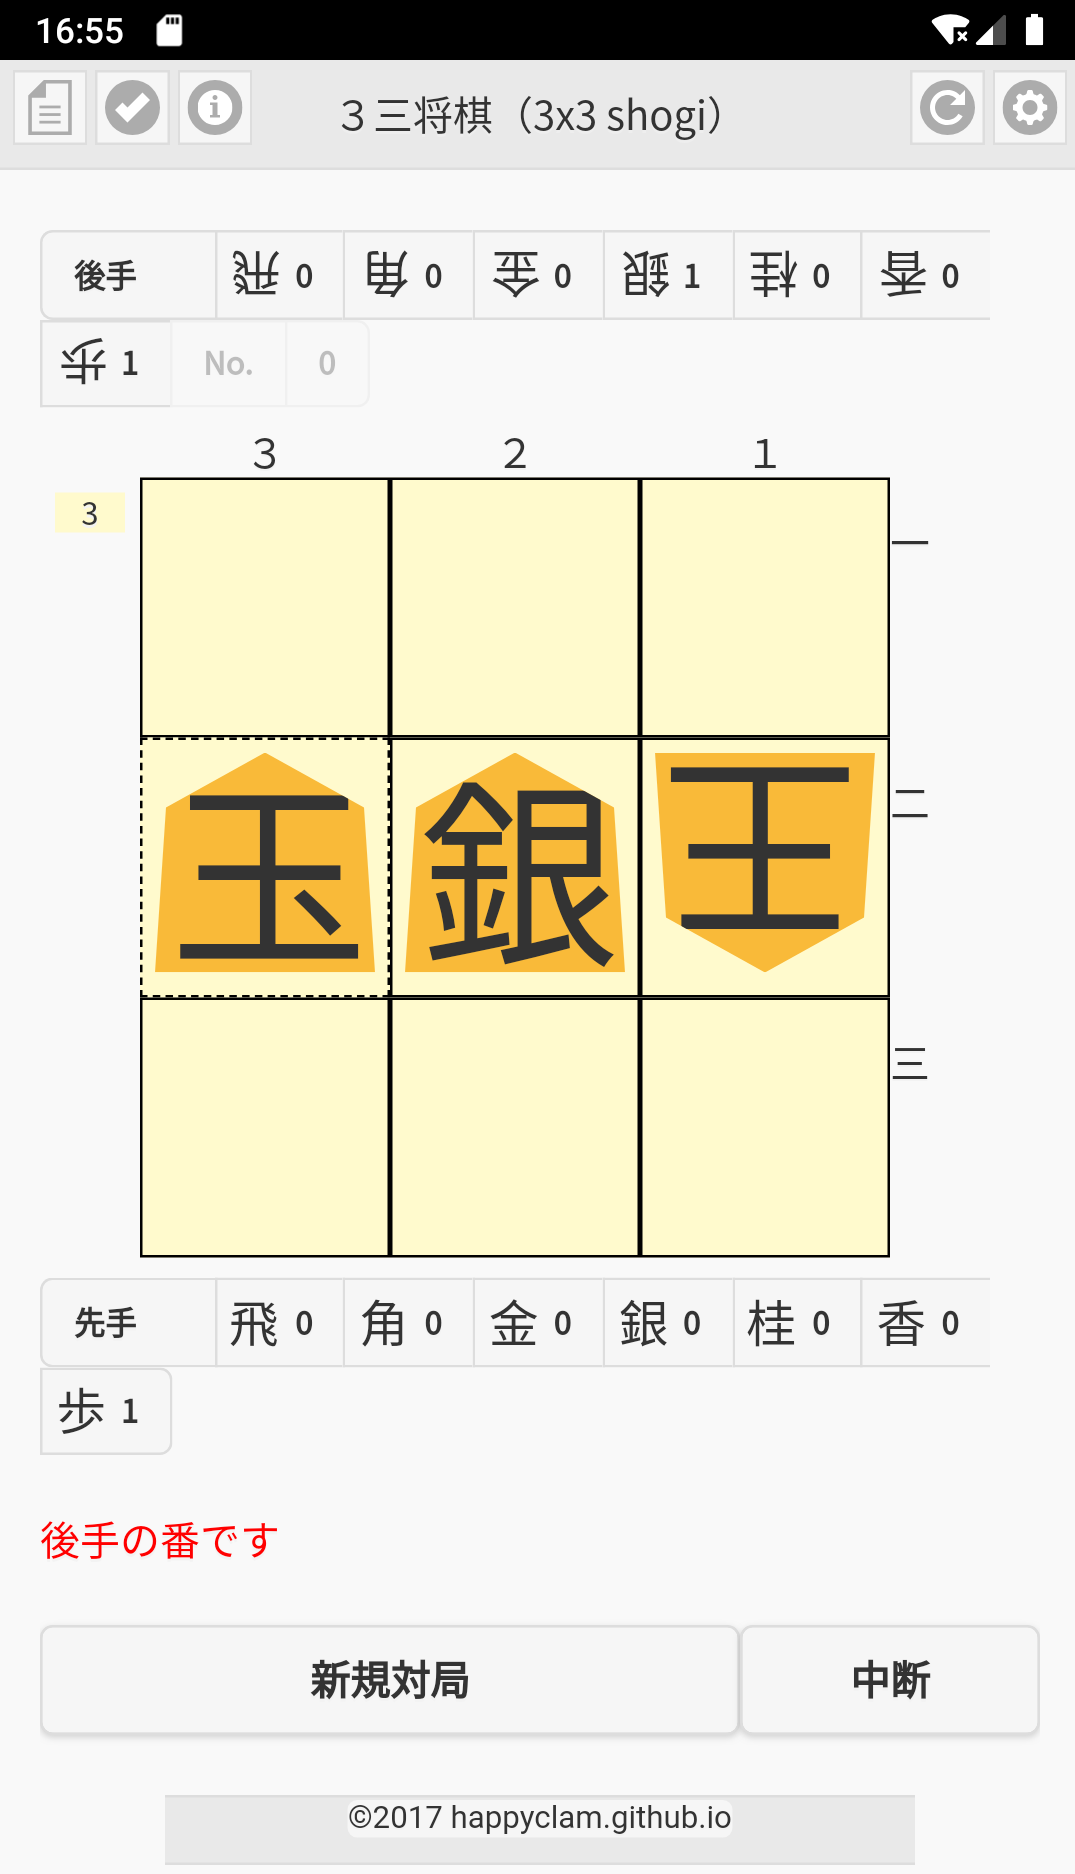 16:55
３三将棋（3x3 shogi）
後手 飛 0 角 0 金 0 銀 1 桂 0 香 0
歩 1 No. 0
3 2 1
3
一
玉 銀 王 二
三
先手 飛 0 角 0 金 0 銀 0 桂 0 香 0
歩 1
後手の番です
新規対局 中断
©2017 happyclam.github.io